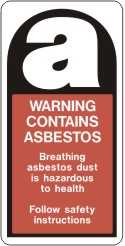 a
WARNING
CONTAINS
ASBESTOS
Breathing
asbestos dust
is hazardous
to health
Follow safety
instructions